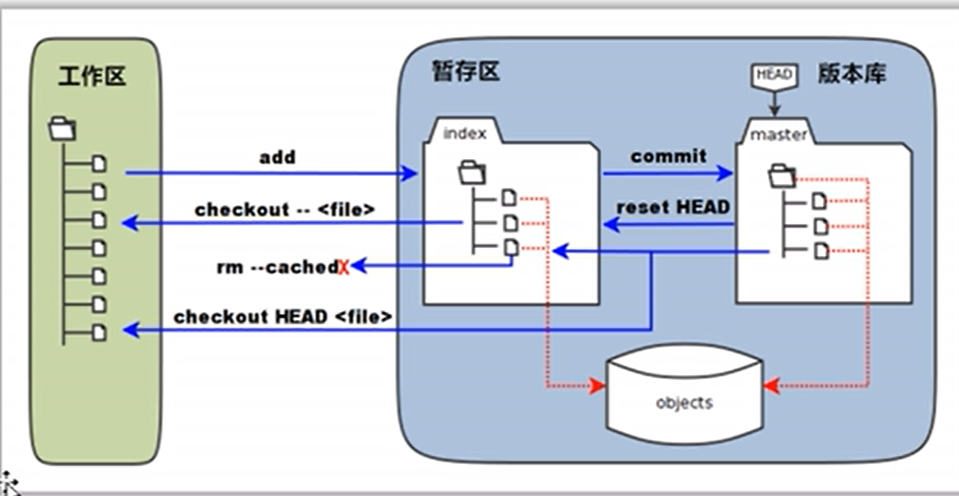 工作区
暂存区
HEAD
版本库
index
master
add
commit
checkout -- <file>
reset HEAD
rm --cachedX
checkout HEAD <file>
objects